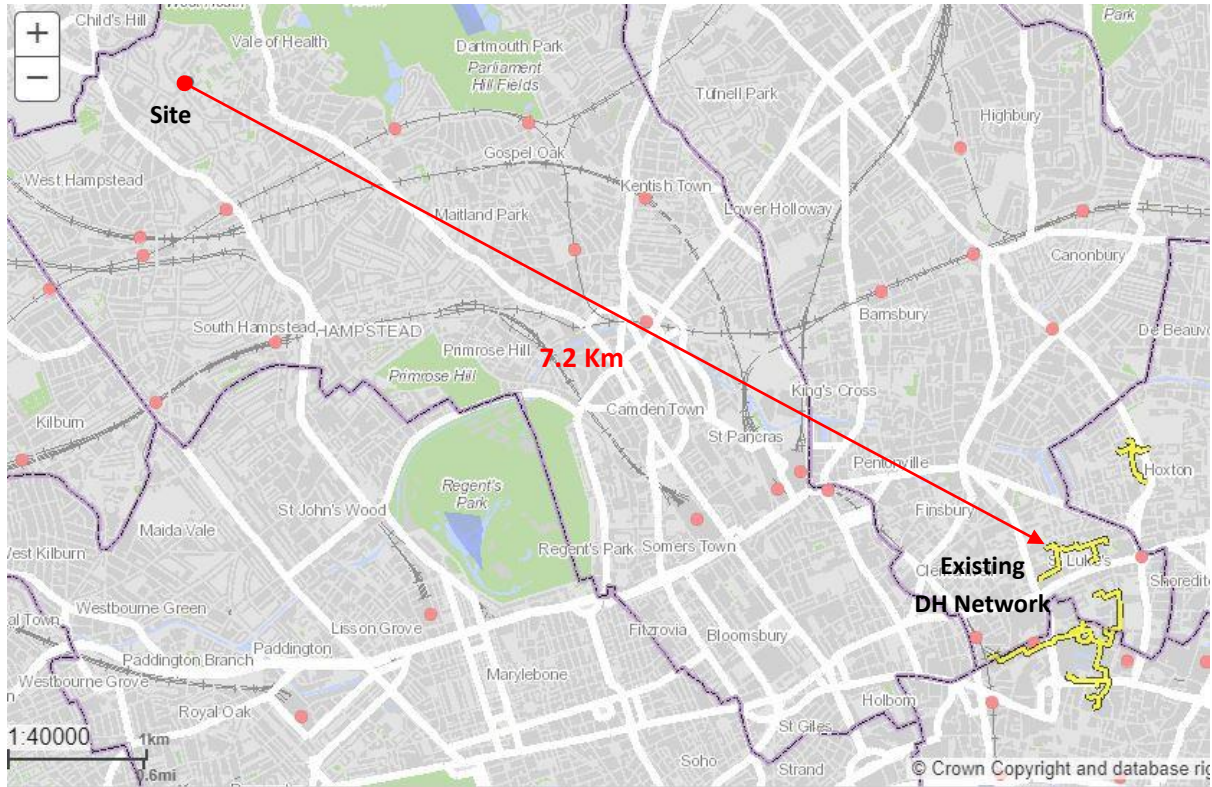 +
−
Child's Hill
Vale of Health
Park
Dartmouth Park
Parliament
Hill Fields
Tufnell Park
Highbury
Site
Gospel Oak
West Hampstead
Kentish Town
Maitland Park
Lower Holloway
Canonbury
South Hampstead
HAMPSTEAD
Barnsbury
De Beauvo
Primrose Hill
7.2 Km
Primrose Hill
King's Cross
Kilburn
Camden Town
St Pancras
Pentonville
Hoxton
Regent's
Park
St John's Wood
Finsbury
Maida Vale
West Kilburn
Regent's Park
Somers Town
Existing
DH Network
Shoredit
Westbourne Green
Lisson Grove
Fitzrovia
Bloomsbury
Paddington
Paddington Branch
Marylebone
Westbourne Grove
Royal Oak
Holborn
St Giles
1:40000
1km
0.6mi
Soho
Strand
© Crown Copyright and database rig